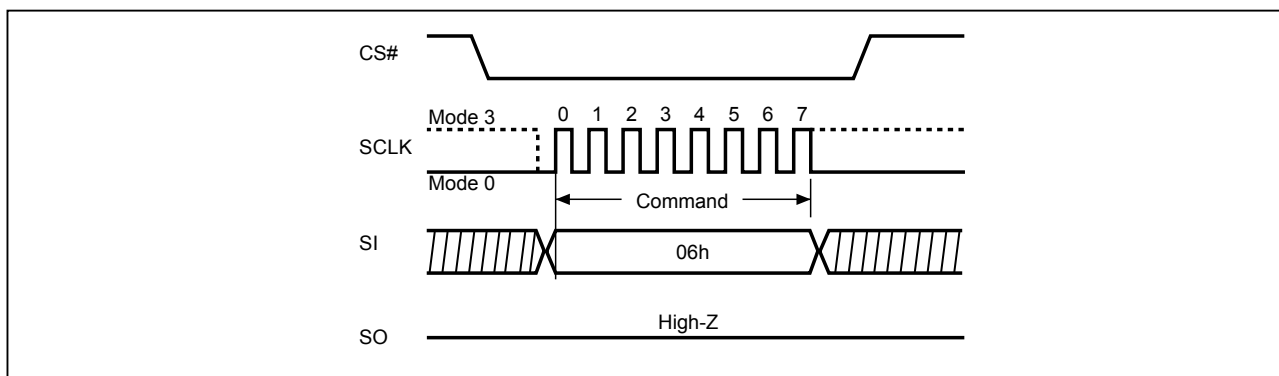 CS#
Mode 3
0 1 2 3 4 5 6 7
SCLK
Mode 0
Command
SI
06h
High-Z
SO